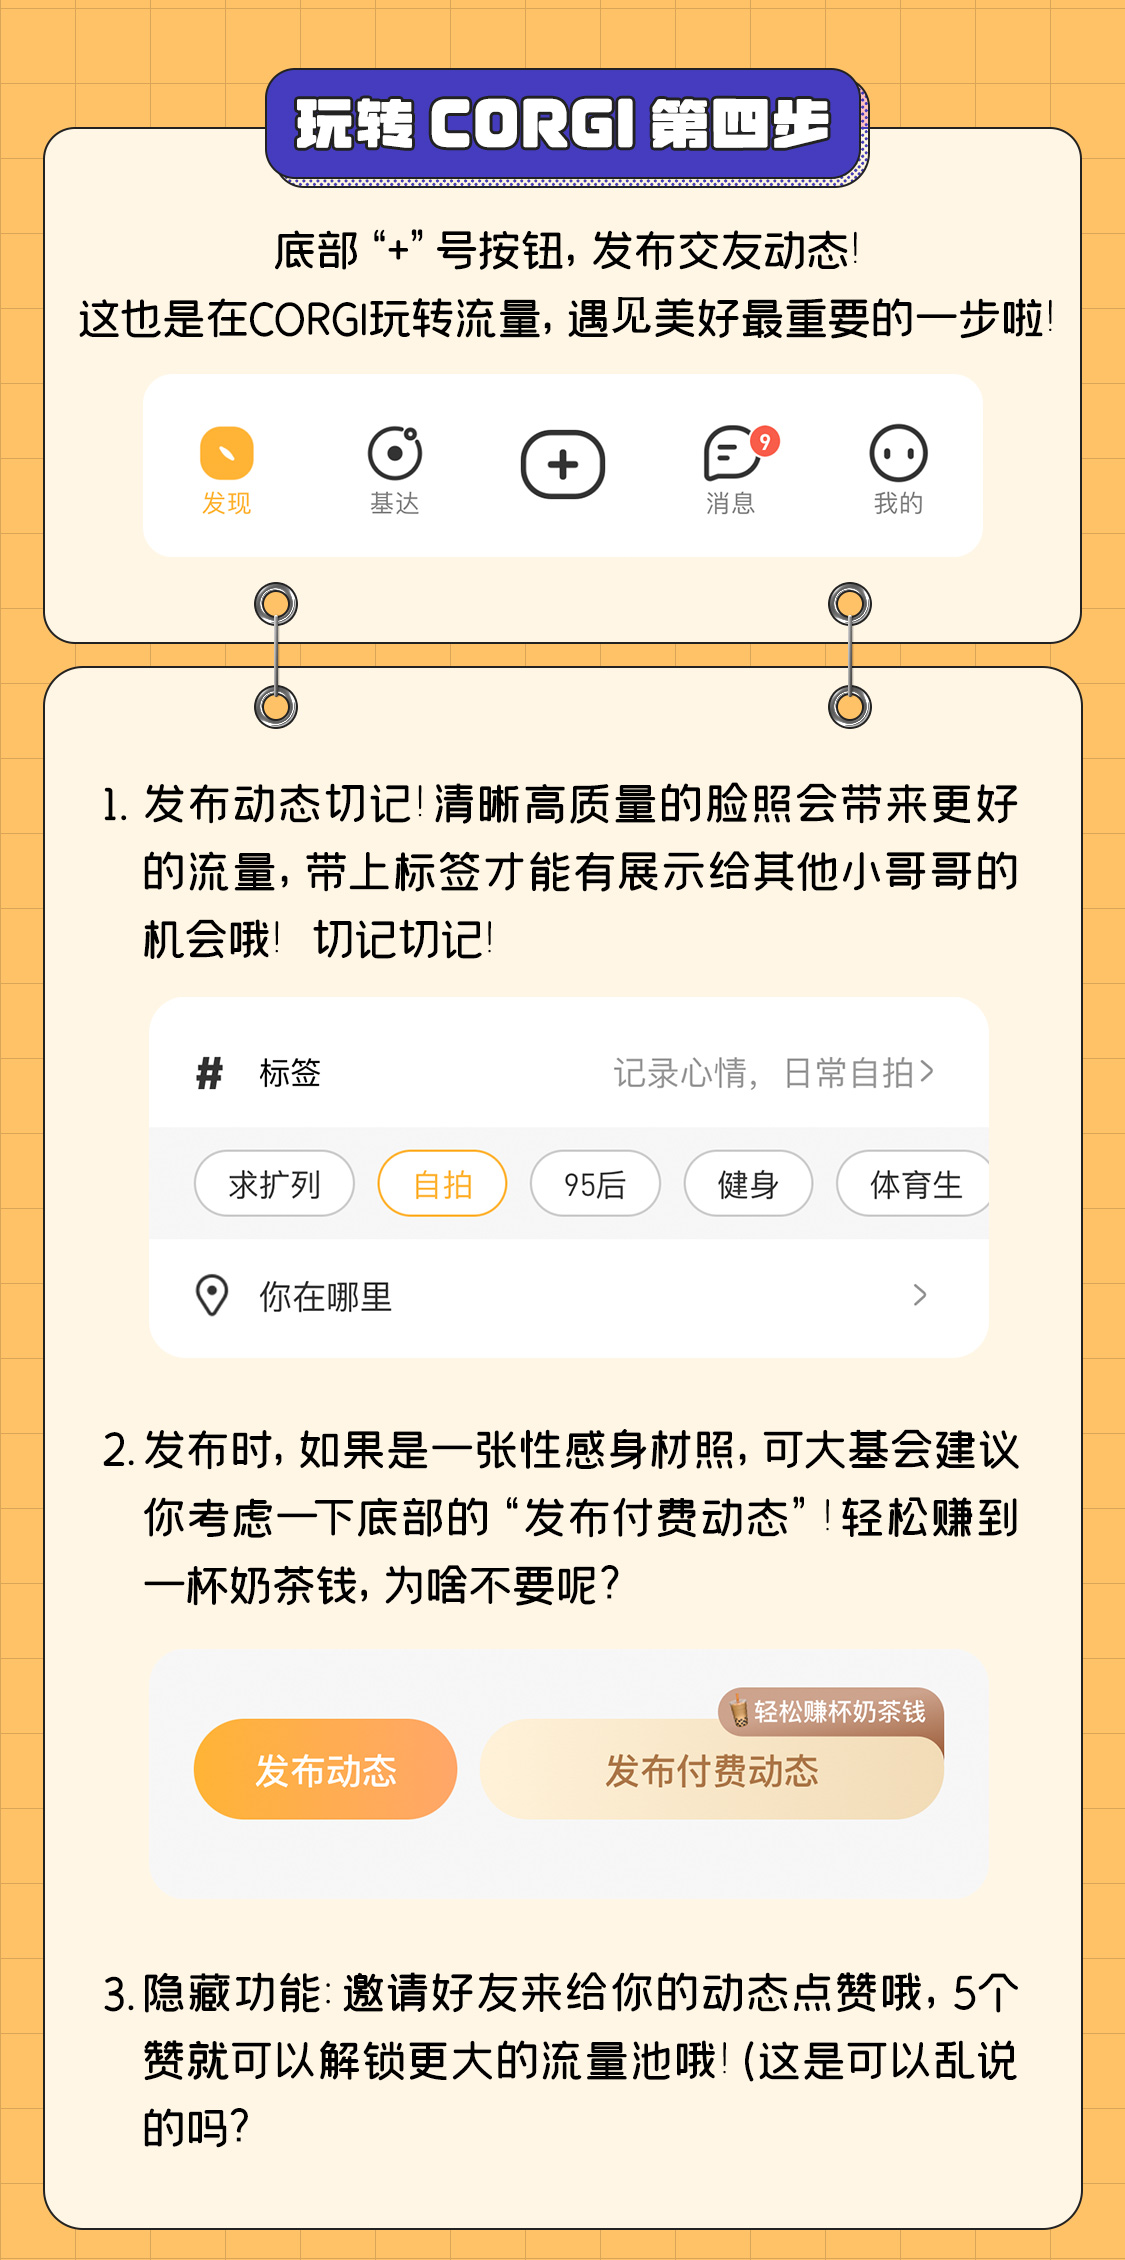 玩转 CORGI 第四步
底部“+”号按钮, 发布交友动态!
这也是在CORGI玩转流量, 遇见美好最重要的一步啦!
9
发现 基达 消息 我的
1. 发布动态切记! 清晰高质量的脸照会带来更好
的流量, 带上标签才能有展示给其他小哥哥的
机会哦! 切记切记!
# 标签 记录心情, 日常自拍>
求扩列 自拍 95后 健身 体育生
你在哪里 >
2. 发布时, 如果是一张性感身材照, 可大基会建议
你考虑一下底部的“发布付费动态”! 轻松赚到
一杯奶茶钱, 为啥不要呢?
轻松赚杯奶茶钱
发布动态 发布付费动态
3. 隐藏功能: 邀请好友来给你的动态点赞哦, 5个
赞就可以解锁更大的流量池哦! (这是可以乱说
的吗?